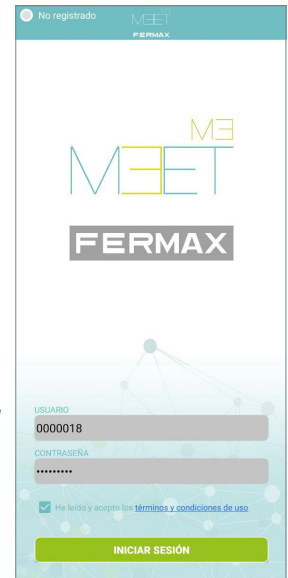 No registrado
ME
MEET
FERMAX
ME
MEET
FERMAX
USUARIO
0000018
CONTRASEÑA
•••••••••
He leído y acepto los términos y condiciones de uso
INICIAR SESIÓN